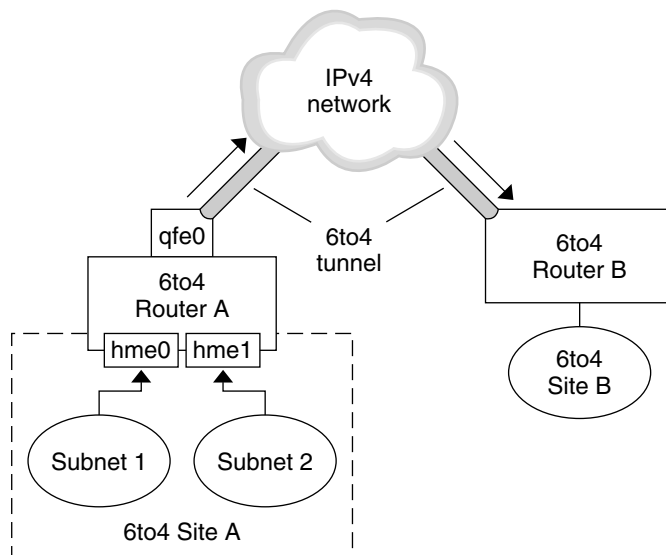 IPv4
network
qfe0
6to4
tunnel
6to4
Router A
6to4
Router B
hme0
hme1
6to4
Site B
Subnet 1
Subnet 2
6to4 Site A